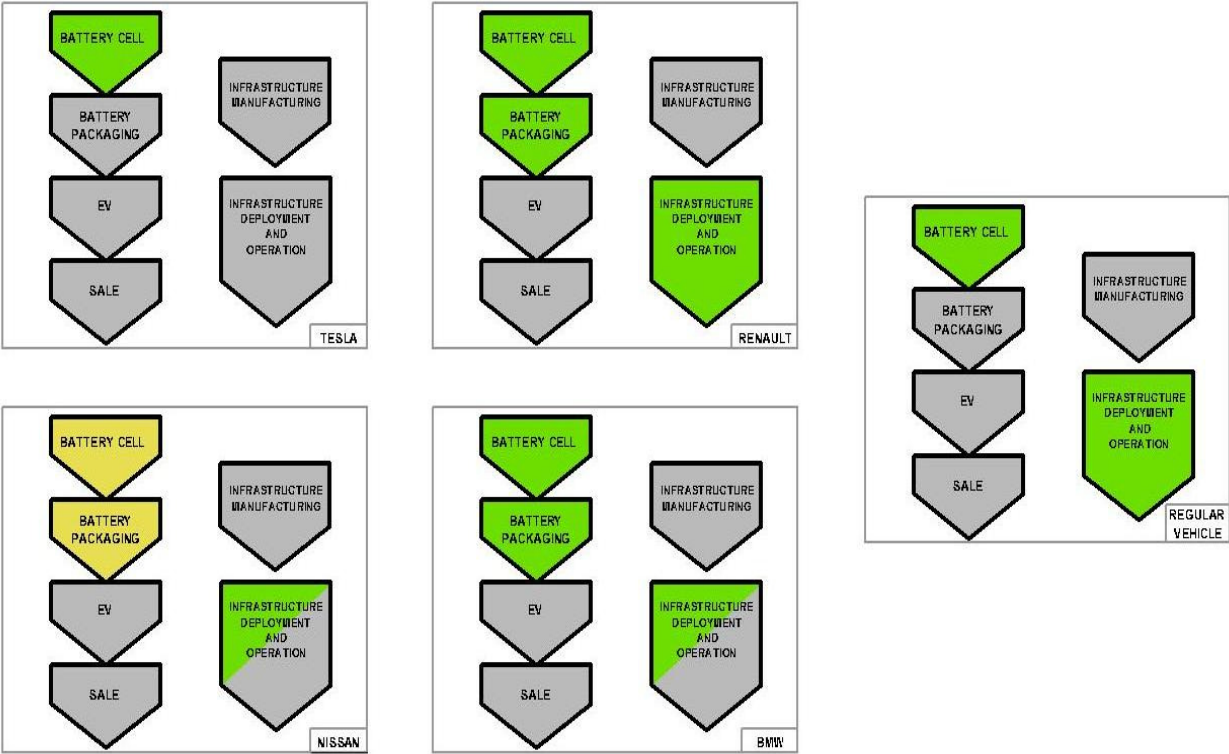 BATTERY CELL
BATTERY
PACKAGING
EV
SALE
INFRASTRUCTURE
MANUFACTURING
INFRASTRUCTURE
DEPLOYMENT
AND
OPERATION
TESLA
BATTERY CELL
BATTERY
PACKAGING
EV
SALE
INFRASTRUCTURE
MANUFACTURING
INFRASTRUCTURE
DEPLOYMENT
AND
OPERATION
RENAULT
BATTERY CELL
BATTERY
PACKAGING
EV
SALE
INFRASTRUCTURE
MANUFACTURING
INFRASTRUCTURE
DEPLOYMENT
AND
OPERATION
REGULAR
VEHICLE
BATTERY CELL
BATTERY
PACKAGING
EV
SALE
INFRASTRUCTURE
MANUFACTURING
INFRASTRUCTURE
DEPLOYMENT
AND
OPERATION
NISSAN
BATTERY CELL
BATTERY
PACKAGING
EV
SALE
INFRASTRUCTURE
MANUFACTURING
INFRASTRUCTURE
DEPLOYMENT
AND
OPERATION
BMW